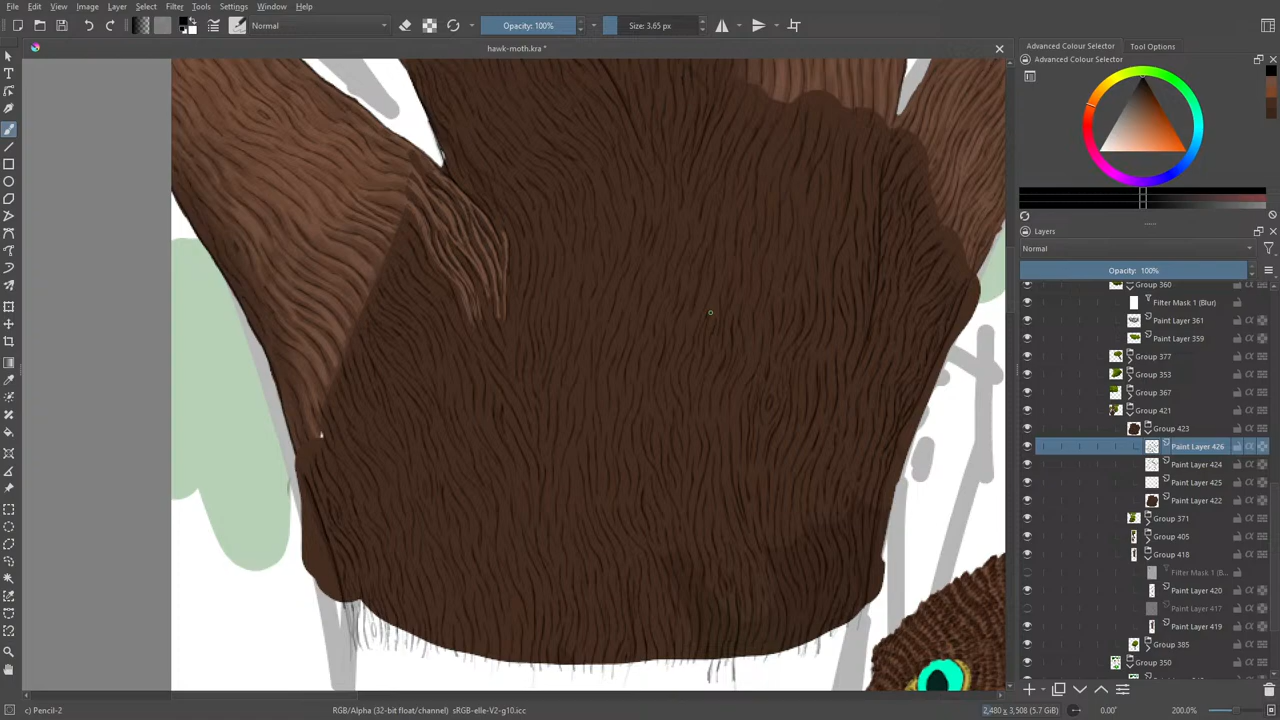 File Edit View Image Layer Select Filter Tools Settings Window Help
Normal Opacity: 100% Size: 3.65 px
hawk-moth.kra *
Advanced Colour Selector Tool Options
Advanced Colour Selector
Layers
Normal
Opacity: 100%
Group 360
Filter Mask 1 (Blur)
Paint Layer 361
Paint Layer 359
Group 377
Group 353
Group 367
Group 421
Group 423
Paint Layer 426
Paint Layer 424
Paint Layer 425
Paint Layer 422
Group 371
Group 405
Group 418
Filter Mask 1 (B...
Paint Layer 420
Paint Layer 417
Paint Layer 419
Group 385
Group 350
c) Pencil-2 RGB/Alpha (32-bit float/channel) sRGB-elle-V2-g10.icc 2,480 x 3,508 (5.7 GiB) 0.00° 200.0%